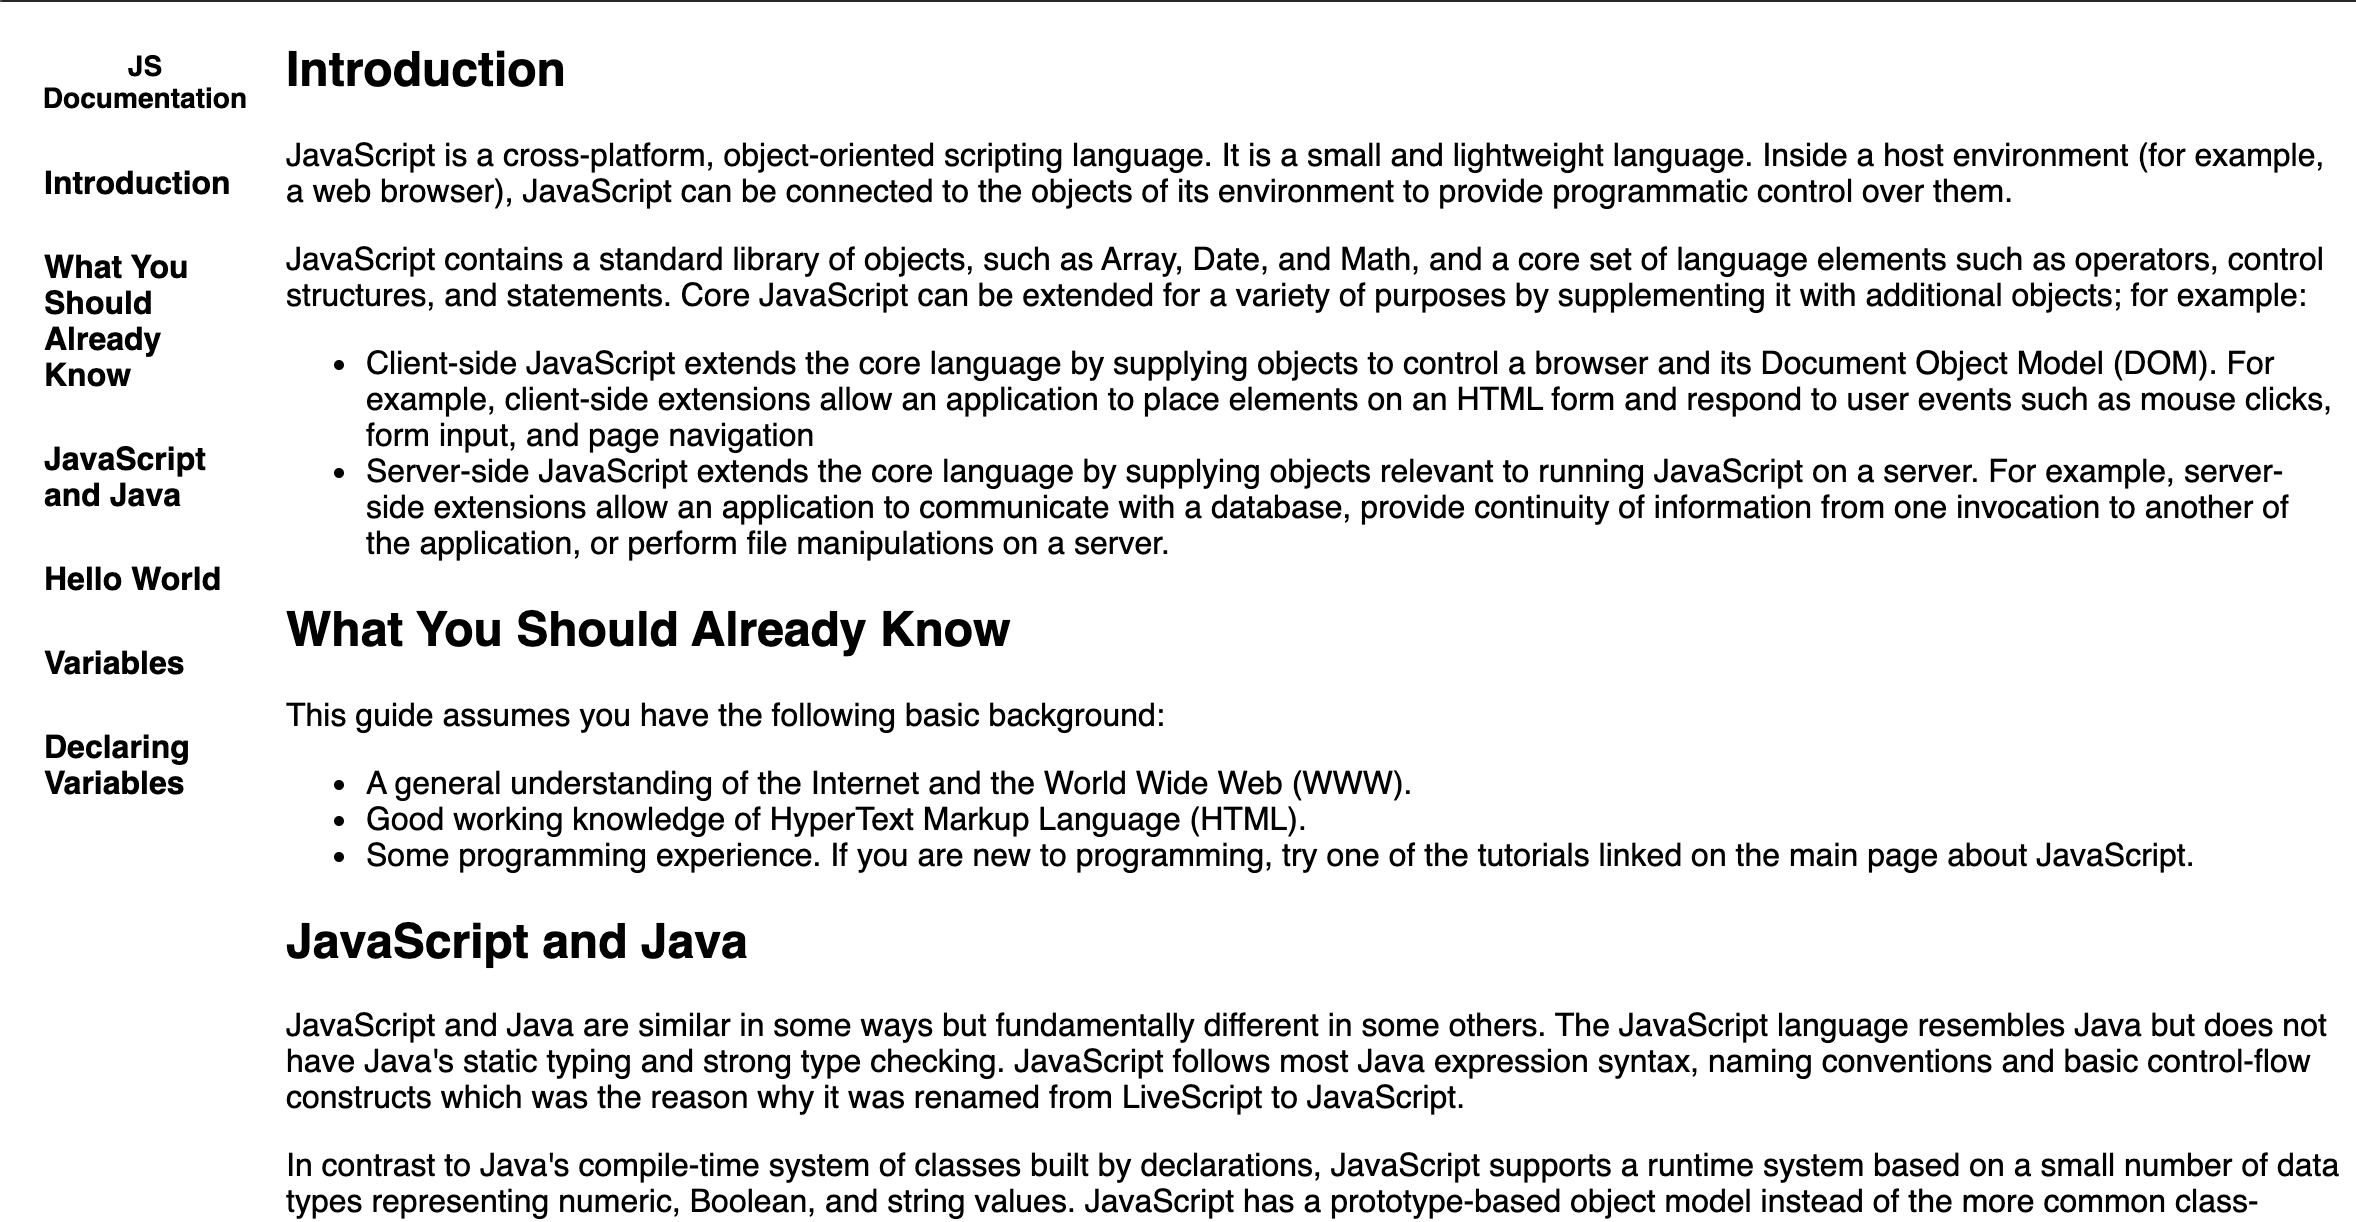 JS
Documentation
Introduction
What You
Should
Already
Know
JavaScript
and Java
Hello World
Variables
Declaring
Variables
Introduction
JavaScript is a cross-platform, object-oriented scripting language. It is a small and lightweight language. Inside a host environment (for example,
a web browser), JavaScript can be connected to the objects of its environment to provide programmatic control over them.
JavaScript contains a standard library of objects, such as Array, Date, and Math, and a core set of language elements such as operators, control
structures, and statements. Core JavaScript can be extended for a variety of purposes by supplementing it with additional objects; for example:
• Client-side JavaScript extends the core language by supplying objects to control a browser and its Document Object Model (DOM). For
example, client-side extensions allow an application to place elements on an HTML form and respond to user events such as mouse clicks,
form input, and page navigation
• Server-side JavaScript extends the core language by supplying objects relevant to running JavaScript on a server. For example, server-
side extensions allow an application to communicate with a database, provide continuity of information from one invocation to another of
the application, or perform file manipulations on a server.
What You Should Already Know
This guide assumes you have the following basic background:
• A general understanding of the Internet and the World Wide Web (WWW).
• Good working knowledge of HyperText Markup Language (HTML).
• Some programming experience. If you are new to programming, try one of the tutorials linked on the main page about JavaScript.
JavaScript and Java
JavaScript and Java are similar in some ways but fundamentally different in some others. The JavaScript language resembles Java but does not
have Java's static typing and strong type checking. JavaScript follows most Java expression syntax, naming conventions and basic control-flow
constructs which was the reason why it was renamed from LiveScript to JavaScript.
In contrast to Java's compile-time system of classes built by declarations, JavaScript supports a runtime system based on a small number of data
types representing numeric, Boolean, and string values. JavaScript has a prototype-based object model instead of the more common class-